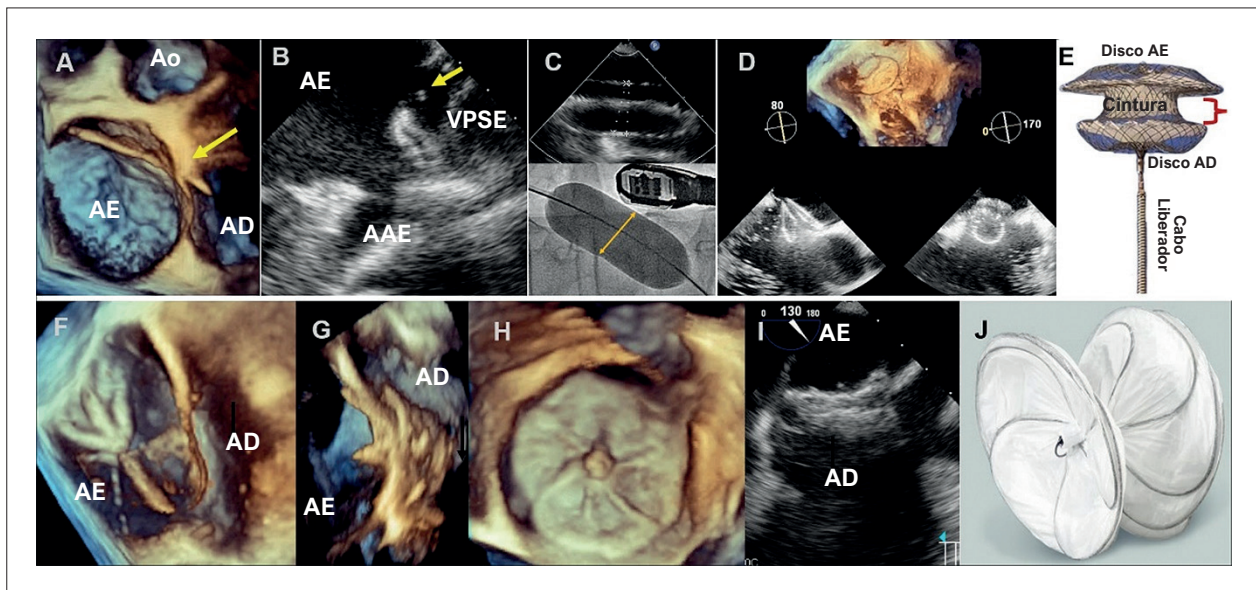 A
Ao
AE
AD
B
AE
VPSE
AAE
C
D
80
0
170
E
Disco AE
Cintura
Disco AD
Cabo
Liberador
F
AE
AD
G
AD
AE
H
I
0 130 180
AE
AD
J